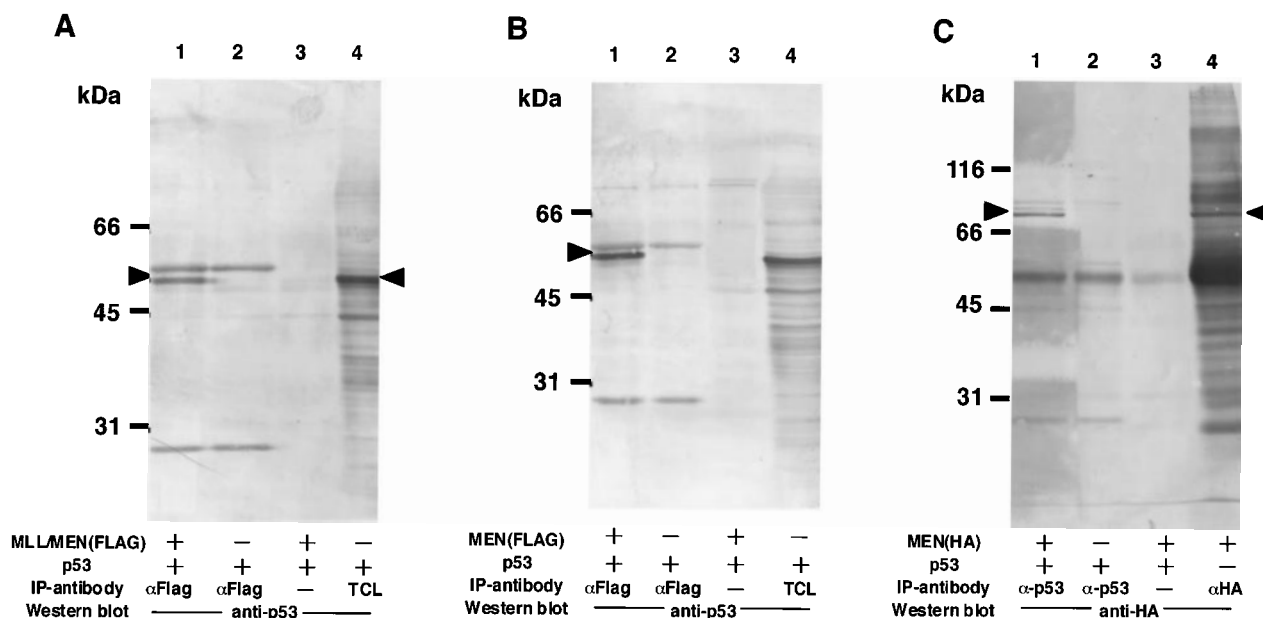 A
1 2 3 4
kDa
66
45
31
MLL/MEN(FLAG) + − + −
p53 + + + +
IP-antibody αFlag αFlag − TCL
Western blot anti-p53
B
1 2 3 4
kDa
66
45
31
MEN(FLAG) + − + −
p53 + + + +
IP-antibody αFlag αFlag − TCL
Western blot anti-p53
C
1 2 3 4
kDa
116
66
45
31
MEN(HA) + − + +
p53 + + + −
IP-antibody α-p53 α-p53 − αHA
Western blot anti-HA